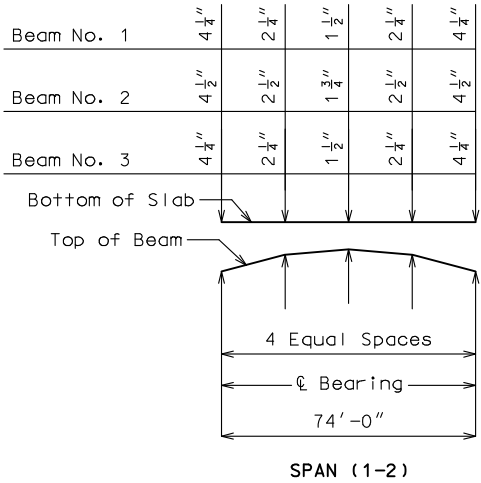 Beam No. 1 4 1/4" 2 1/4" 1 1/2" 2 1/4" 4 1/4"
Beam No. 2 4 1/2" 2 1/2" 1 3/4" 2 1/2" 4 1/2"
Beam No. 3 4 1/4" 2 1/4" 1 1/2" 2 1/4" 4 1/4"
Bottom of Slab
Top of Beam
4 Equal Spaces
℄ Bearing
74'-0"
SPAN (1-2)